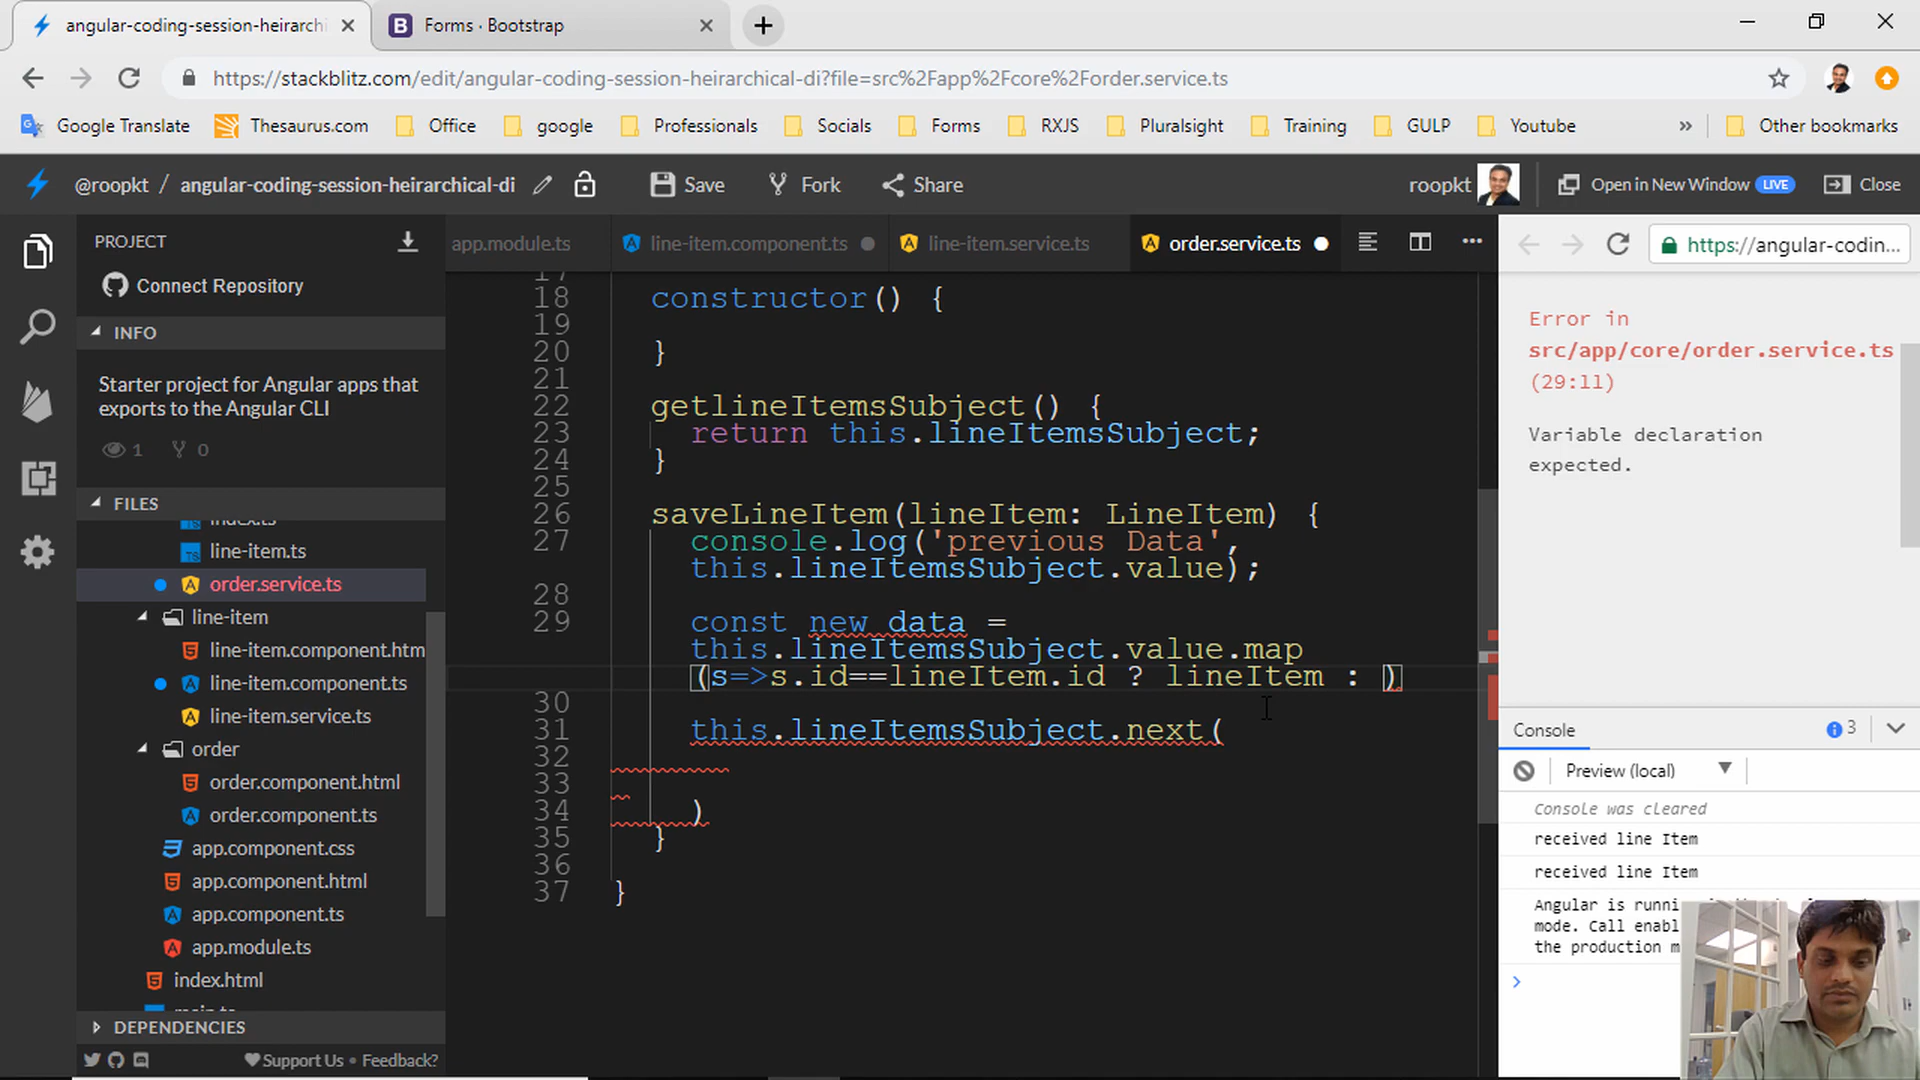 angular-coding-session-heirarchi
Forms · Bootstrap
https://stackblitz.com/edit/angular-coding-session-heirarchical-di?file=src%2Fapp%2Fcore%2Forder.service.ts
Google Translate
Thesaurus.com
Office
google
Professionals
Socials
Forms
RXJS
Pluralsight
Training
GULP
Youtube
»
Other bookmarks
@roopkt / angular-coding-session-heirarchical-di
Save
Fork
Share
roopkt
Open in New Window LIVE
Close
PROJECT
Connect Repository
INFO
Starter project for Angular apps that
exports to the Angular CLI
1
0
FILES
index.ts
line-item.ts
order.service.ts
line-item
line-item.component.htm
line-item.component.ts
line-item.service.ts
order
order.component.html
order.component.ts
app.component.css
app.component.html
app.component.ts
app.module.ts
index.html
main.ts
DEPENDENCIES
Support Us • Feedback?
app.module.ts
line-item.component.ts
line-item.service.ts
order.service.ts
17
18 constructor() {
19
20 }
21
22 getlineItemsSubject() {
23 return this.lineItemsSubject;
24 }
25
26 saveLineItem(lineItem: LineItem) {
27 console.log('previous Data',
this.lineItemsSubject.value);
28
29 const new data =
this.lineItemsSubject.value.map
(s=>s.id==lineItem.id ? lineItem : )
30
31 this.lineItemsSubject.next(
32
33
34 )
35 }
36
37 }
https://angular-codin...
Error in
src/app/core/order.service.ts
(29:11)
Variable declaration
expected.
Console
3
Preview (local)
Console was cleared
received line Item
received line Item
Angular is runni
mode. Call enabl
the production m